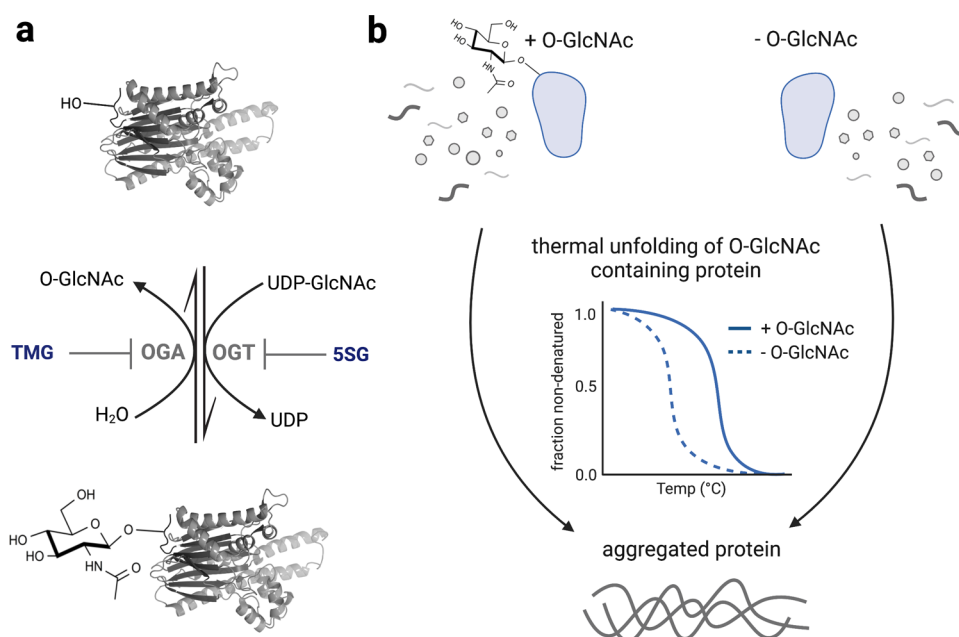 a
HO
O-GlcNAc
UDP-GlcNAc
TMG
OGA
OGT
5SG
H₂O
UDP
OH
HO
HO
O
O
HN
O
b
HO
OH
HO
O
HN
O
O
+ O-GlcNAc
- O-GlcNAc
thermal unfolding of O-GlcNAc
containing protein
fraction non-denatured
1.0
0.5
0.0
+ O-GlcNAc
- O-GlcNAc
Temp (°C)
aggregated protein